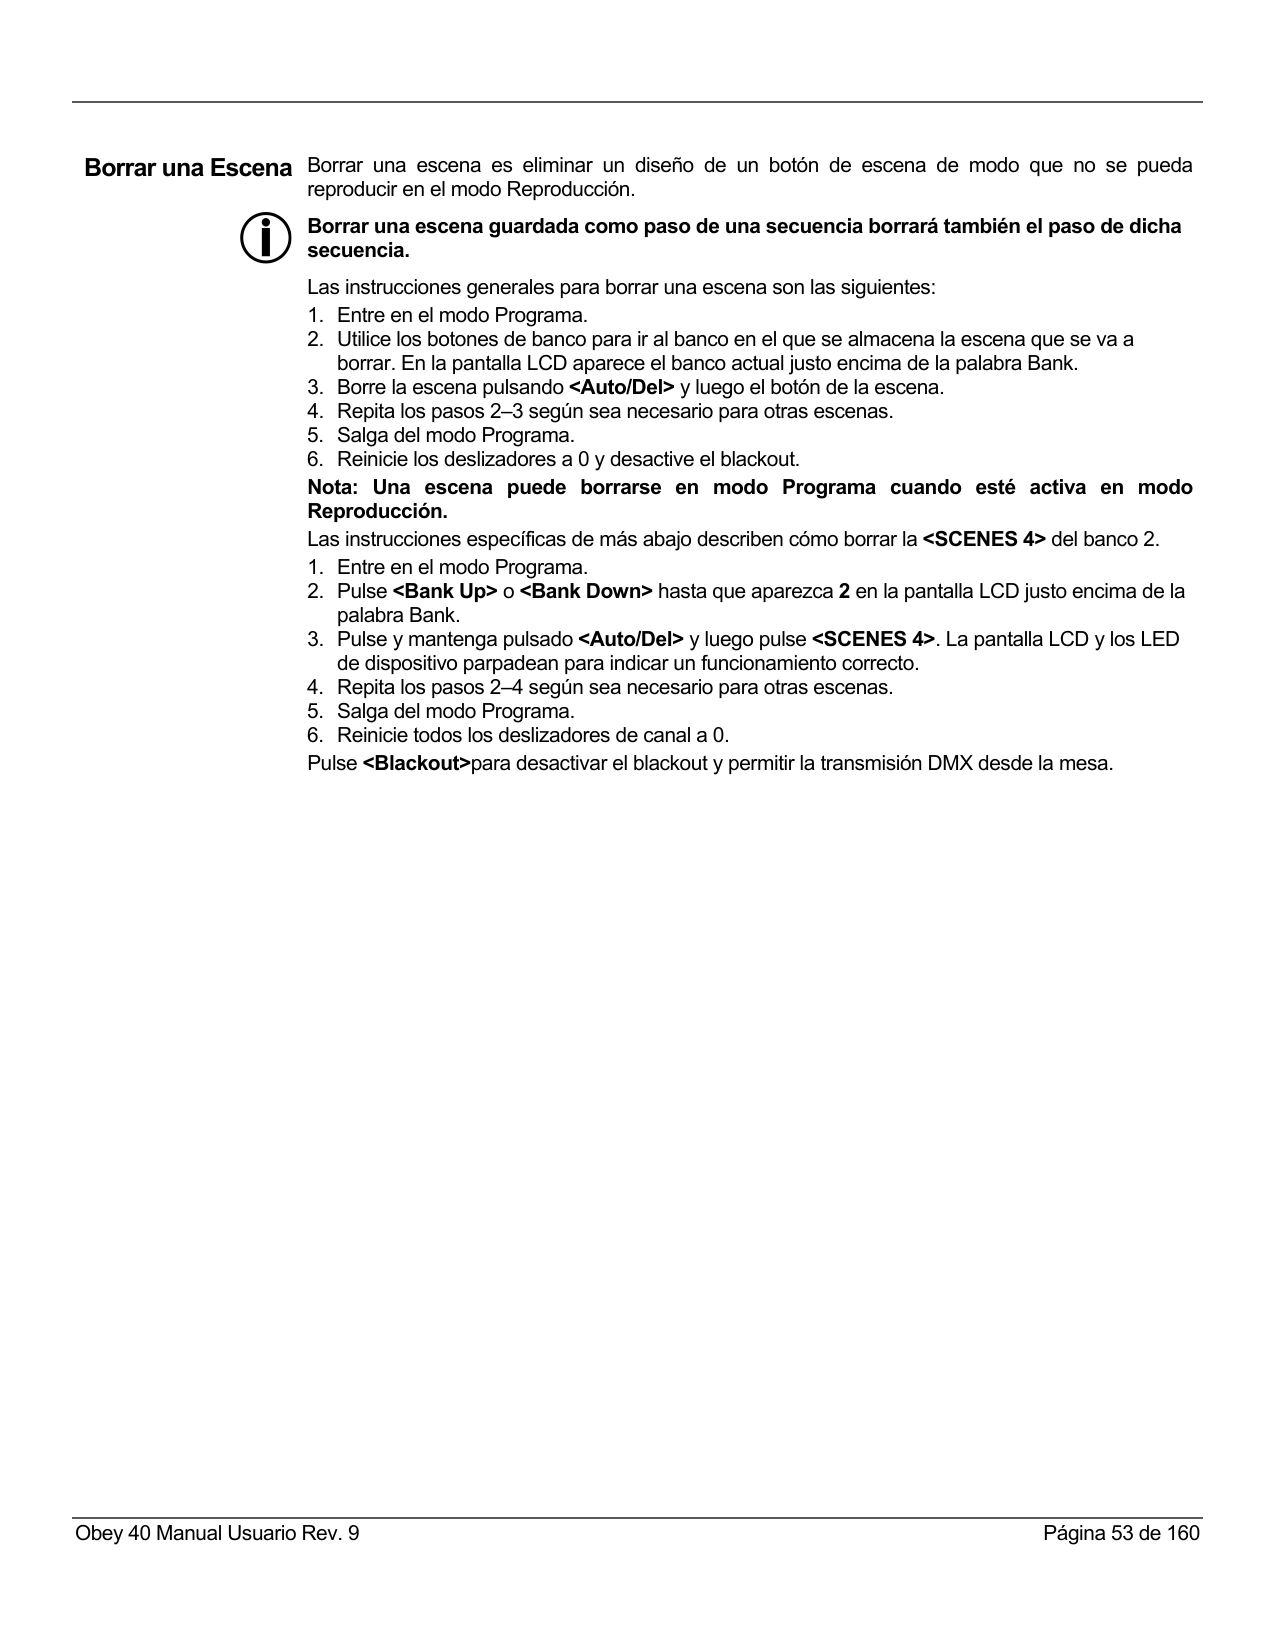 Borrar una Escena
Borrar una escena es eliminar un diseño de un botón de escena de modo que no se pueda
reproducir en el modo Reproducción.
Borrar una escena guardada como paso de una secuencia borrará también el paso de dicha
secuencia.
Las instrucciones generales para borrar una escena son las siguientes:
1. Entre en el modo Programa.
2. Utilice los botones de banco para ir al banco en el que se almacena la escena que se va a
borrar. En la pantalla LCD aparece el banco actual justo encima de la palabra Bank.
3. Borre la escena pulsando <Auto/Del> y luego el botón de la escena.
4. Repita los pasos 2–3 según sea necesario para otras escenas.
5. Salga del modo Programa.
6. Reinicie los deslizadores a 0 y desactive el blackout.
Nota: Una escena puede borrarse en modo Programa cuando esté activa en modo
Reproducción.
Las instrucciones específicas de más abajo describen cómo borrar la <SCENES 4> del banco 2.
1. Entre en el modo Programa.
2. Pulse <Bank Up> o <Bank Down> hasta que aparezca 2 en la pantalla LCD justo encima de la
palabra Bank.
3. Pulse y mantenga pulsado <Auto/Del> y luego pulse <SCENES 4>. La pantalla LCD y los LED
de dispositivo parpadean para indicar un funcionamiento correcto.
4. Repita los pasos 2–4 según sea necesario para otras escenas.
5. Salga del modo Programa.
6. Reinicie todos los deslizadores de canal a 0.
Pulse <Blackout>para desactivar el blackout y permitir la transmisión DMX desde la mesa.
Obey 40 Manual Usuario Rev. 9
Página 53 de 160